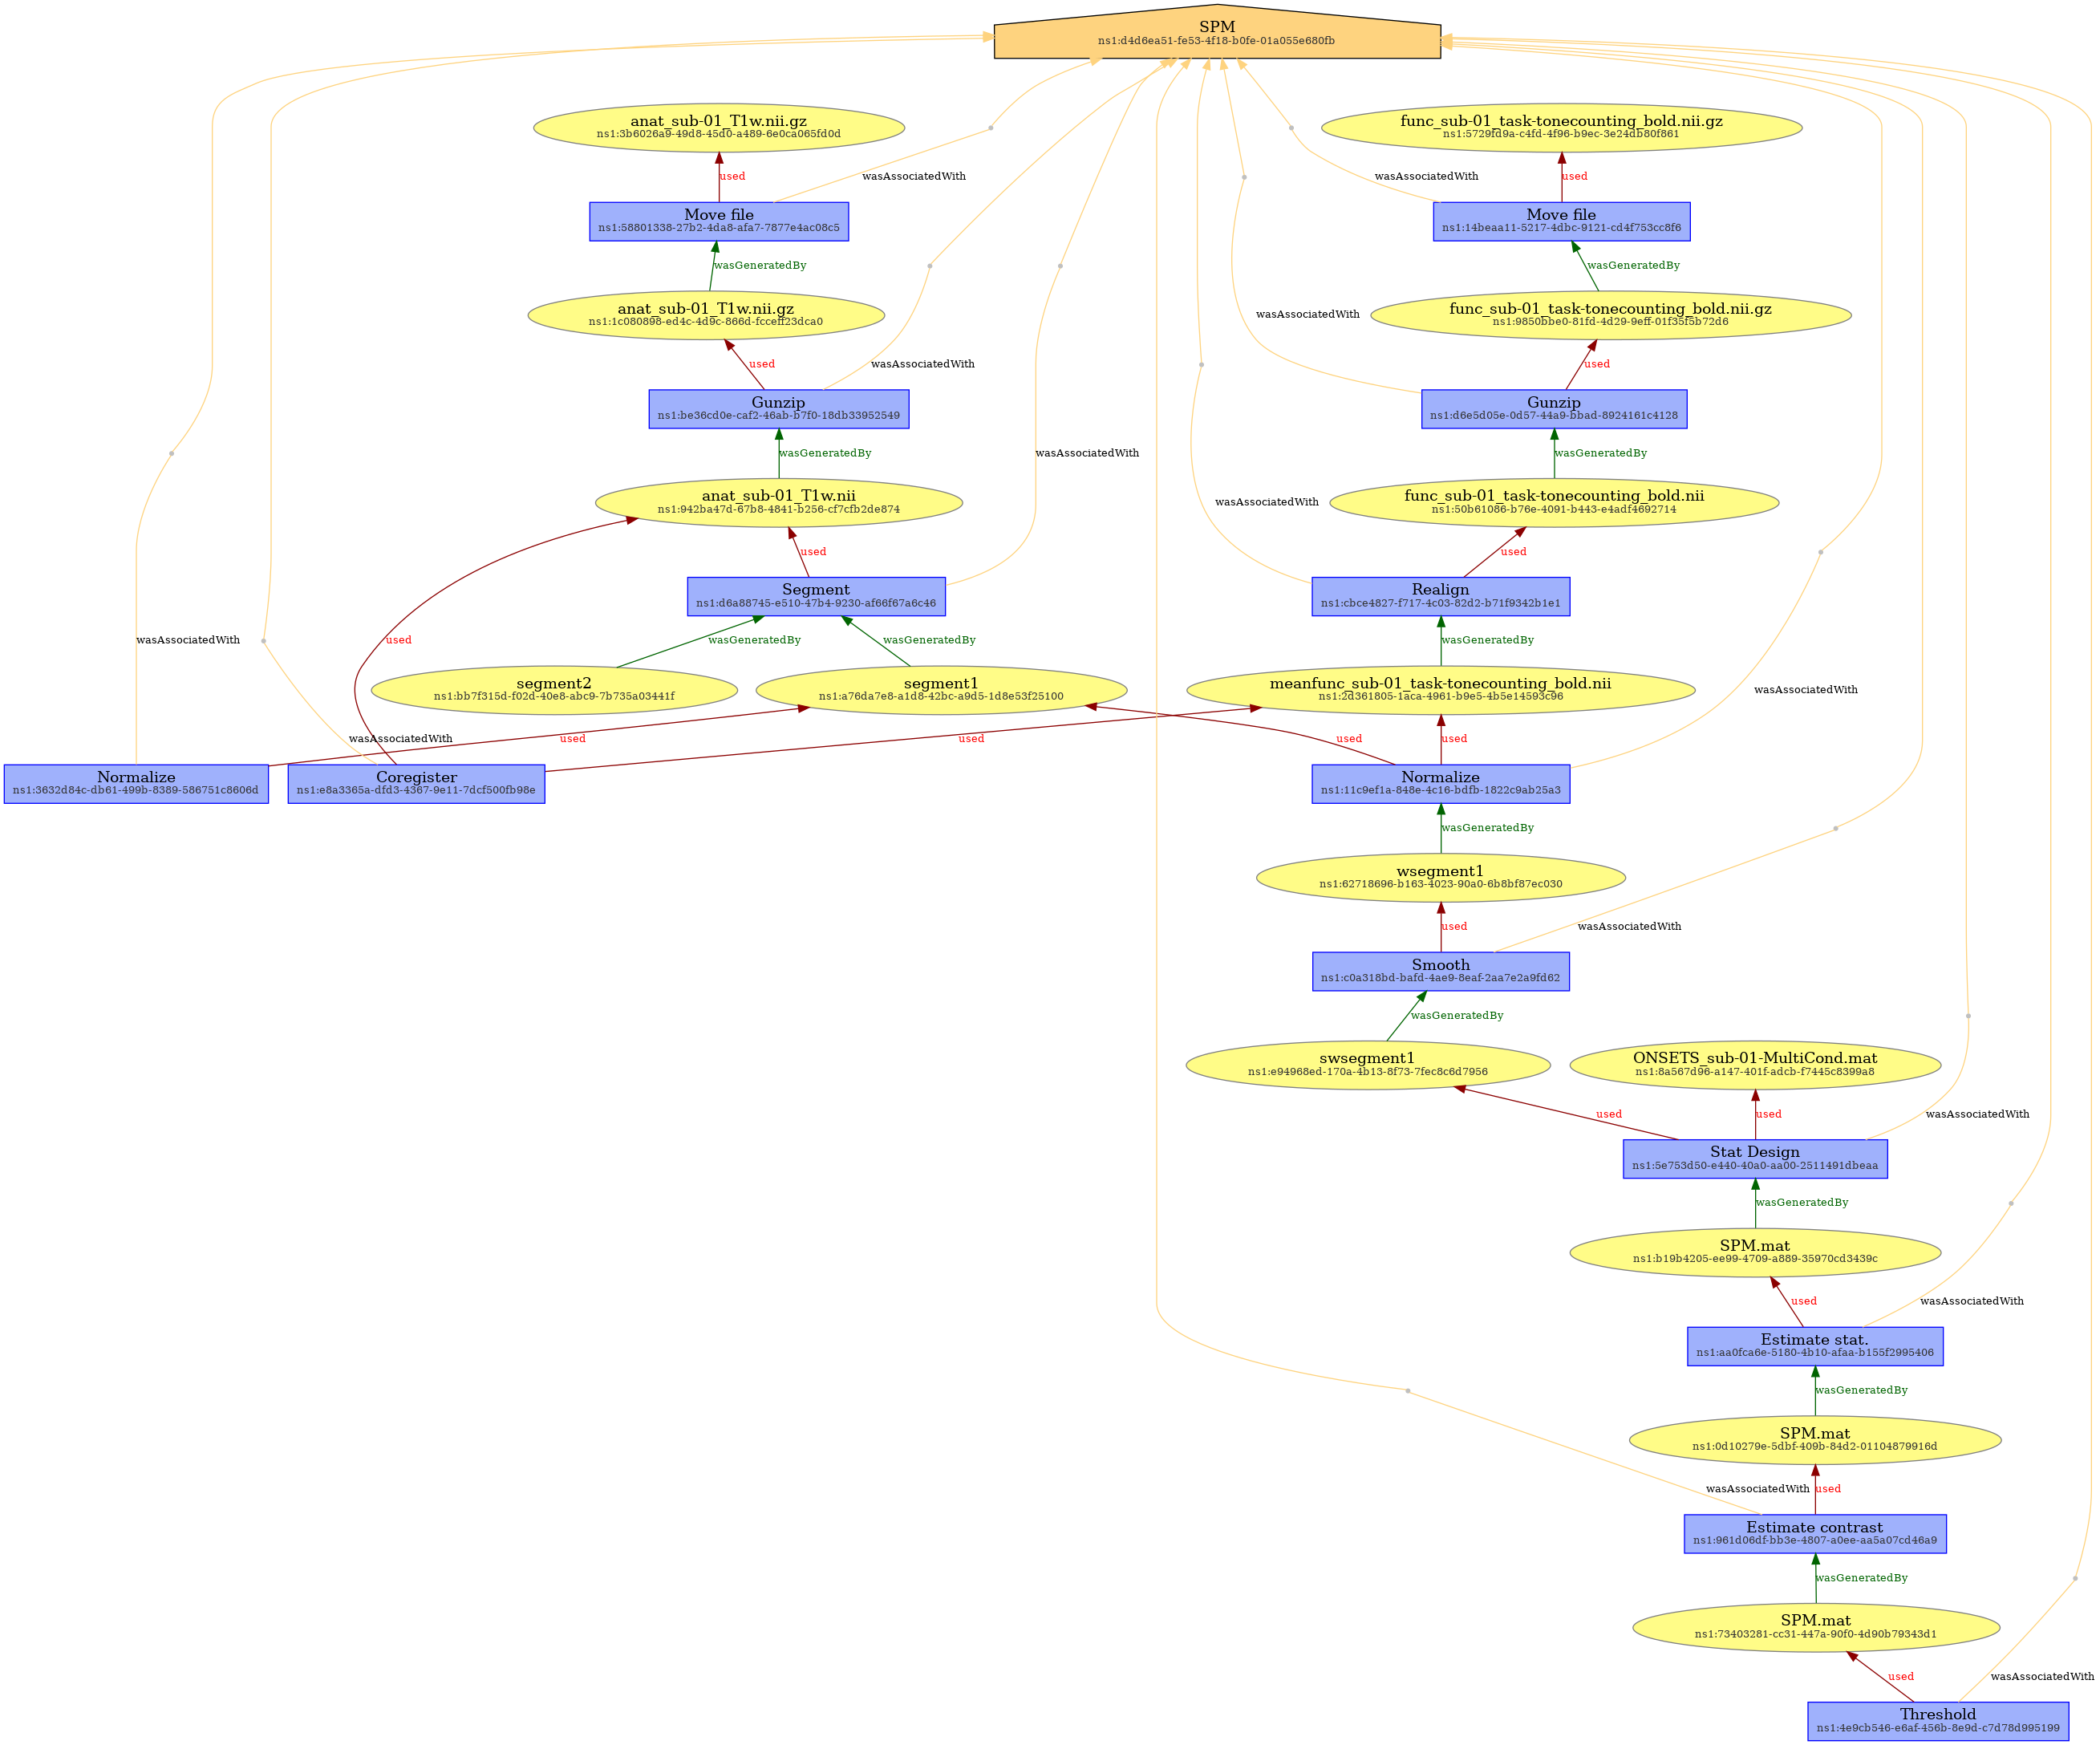 SPM
ns1:d4d6ea51-fe53-4f18-b0fe-01a055e680fb
anat_sub-01_T1w.nii.gz
ns1:3b6026a9-49d8-45d0-a489-6e0ca065fd0d
func_sub-01_task-tonecounting_bold.nii.gz
ns1:5729fd9a-c4fd-4f96-b9ec-3e24db80f861
used
wasAssociatedWith
wasAssociatedWith
used
Move file
ns1:58801338-27b2-4da8-afa7-7877e4ac08c5
Move file
ns1:14beaa11-5217-4dbc-9121-cd4f753cc8f6
wasGeneratedBy
wasGeneratedBy
anat_sub-01_T1w.nii.gz
ns1:1c080898-ed4c-4d9c-866d-fcceff23dca0
wasAssociatedWith
func_sub-01_task-tonecounting_bold.nii.gz
ns1:9850bbe0-81fd-4d29-9eff-01f35f5b72d6
used
wasAssociatedWith
used
Gunzip
ns1:be36cd0e-caf2-46ab-b7f0-18db33952549
Gunzip
ns1:d6e5d05e-0d57-44a9-bbad-8924161c4128
wasGeneratedBy
wasAssociatedWith
wasGeneratedBy
anat_sub-01_T1w.nii
ns1:942ba47d-67b8-4841-b256-cf7cfb2de874
wasAssociatedWith
func_sub-01_task-tonecounting_bold.nii
ns1:50b61086-b76e-4091-b443-e4adf4692714
used
used
Segment
ns1:d6a88745-e510-47b4-9230-af66f67a6c46
Realign
ns1:cbce4827-f717-4c03-82d2-b71f9342b1e1
wasAssociatedWith
used
wasGeneratedBy
wasGeneratedBy
wasGeneratedBy
segment2
ns1:bb7f315d-f02d-40e8-abc9-7b735a03441f
segment1
ns1:a76da7e8-a1d8-42bc-a9d5-1d8e53f25100
meanfunc_sub-01_task-tonecounting_bold.nii
ns1:2d361805-1aca-4961-b9e5-4b5e14593c96
wasAssociatedWith
wasAssociatedWith
used
used
used
used
Normalize
ns1:3632d84c-db61-499b-8389-586751c8606d
Coregister
ns1:e8a3365a-dfd3-4367-9e11-7dcf500fb98e
Normalize
ns1:11c9ef1a-848e-4c16-bdfb-1822c9ab25a3
wasGeneratedBy
wsegment1
ns1:62718696-b163-4023-90a0-6b8bf87ec030
used
wasAssociatedWith
Smooth
ns1:c0a318bd-bafd-4ae9-8eaf-2aa7e2a9fd62
wasGeneratedBy
swsegment1
ns1:e94968ed-170a-4b13-8f73-7fec8c6d7956
ONSETS_sub-01-MultiCond.mat
ns1:8a567d96-a147-401f-adcb-f7445c8399a8
used
used
wasAssociatedWith
Stat Design
ns1:5e753d50-e440-40a0-aa00-2511491dbeaa
wasGeneratedBy
SPM.mat
ns1:b19b4205-ee99-4709-a889-35970cd3439c
used
wasAssociatedWith
Estimate stat.
ns1:aa0fca6e-5180-4b10-afaa-b155f2995406
wasGeneratedBy
SPM.mat
ns1:0d10279e-5dbf-409b-84d2-01104879916d
wasAssociatedWith
used
Estimate contrast
ns1:961d06df-bb3e-4807-a0ee-aa5a07cd46a9
wasGeneratedBy
SPM.mat
ns1:73403281-cc31-447a-90f0-4d90b79343d1
used
wasAssociatedWith
Threshold
ns1:4e9cb546-e6af-456b-8e9d-c7d78d995199